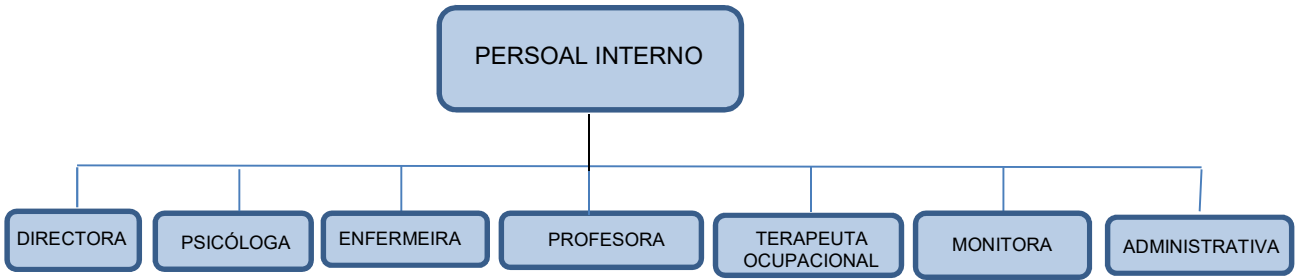 PERSOAL INTERNO
DIRECTORA
PSICÓLOGA
ENFERMEIRA
PROFESORA
TERAPEUTA
OCUPACIONAL
MONITORA
ADMINISTRATIVA